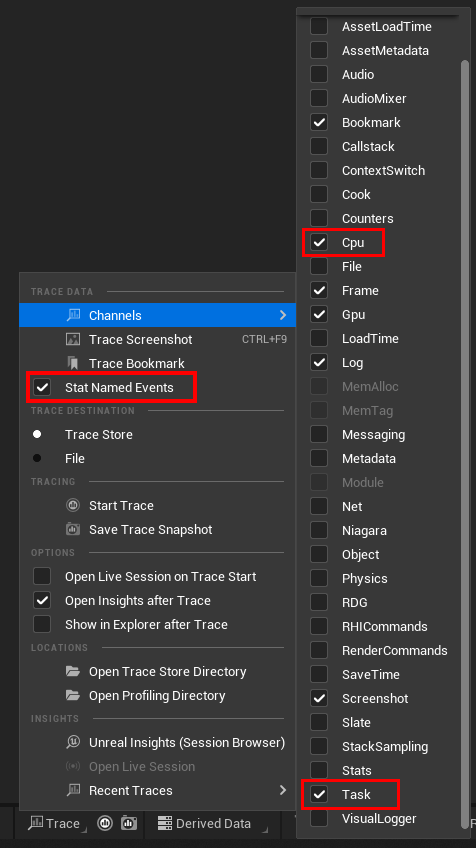 TRACE DATA
Channels
Trace Screenshot CTRL+F9
Trace Bookmark
Stat Named Events
TRACE DESTINATION
Trace Store
File
TRACING
Start Trace
Save Trace Snapshot
OPTIONS
Open Live Session on Trace Start
Open Insights after Trace
Show in Explorer after Trace
LOCATIONS
Open Trace Store Directory
Open Profiling Directory
INSIGHTS
Unreal Insights (Session Browser)
Open Live Session
Recent Traces
AssetLoadTime
AssetMetadata
Audio
AudioMixer
Bookmark
Callstack
ContextSwitch
Cook
Counters
Cpu
File
Frame
Gpu
LoadTime
Log
MemAlloc
MemTag
Messaging
Metadata
Module
Net
Niagara
Object
Physics
RDG
RHICommands
RenderCommands
SaveTime
Screenshot
Slate
StackSampling
Stats
Task
VisualLogger
Trace
Derived Data